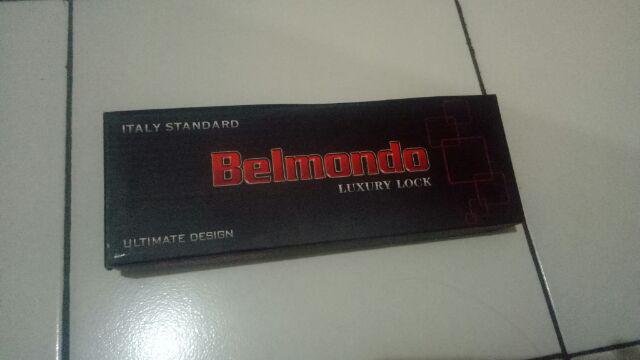 ITALY STANDARD
Belmondo
LUXURY LOCK
ULTIMATE DESIGN